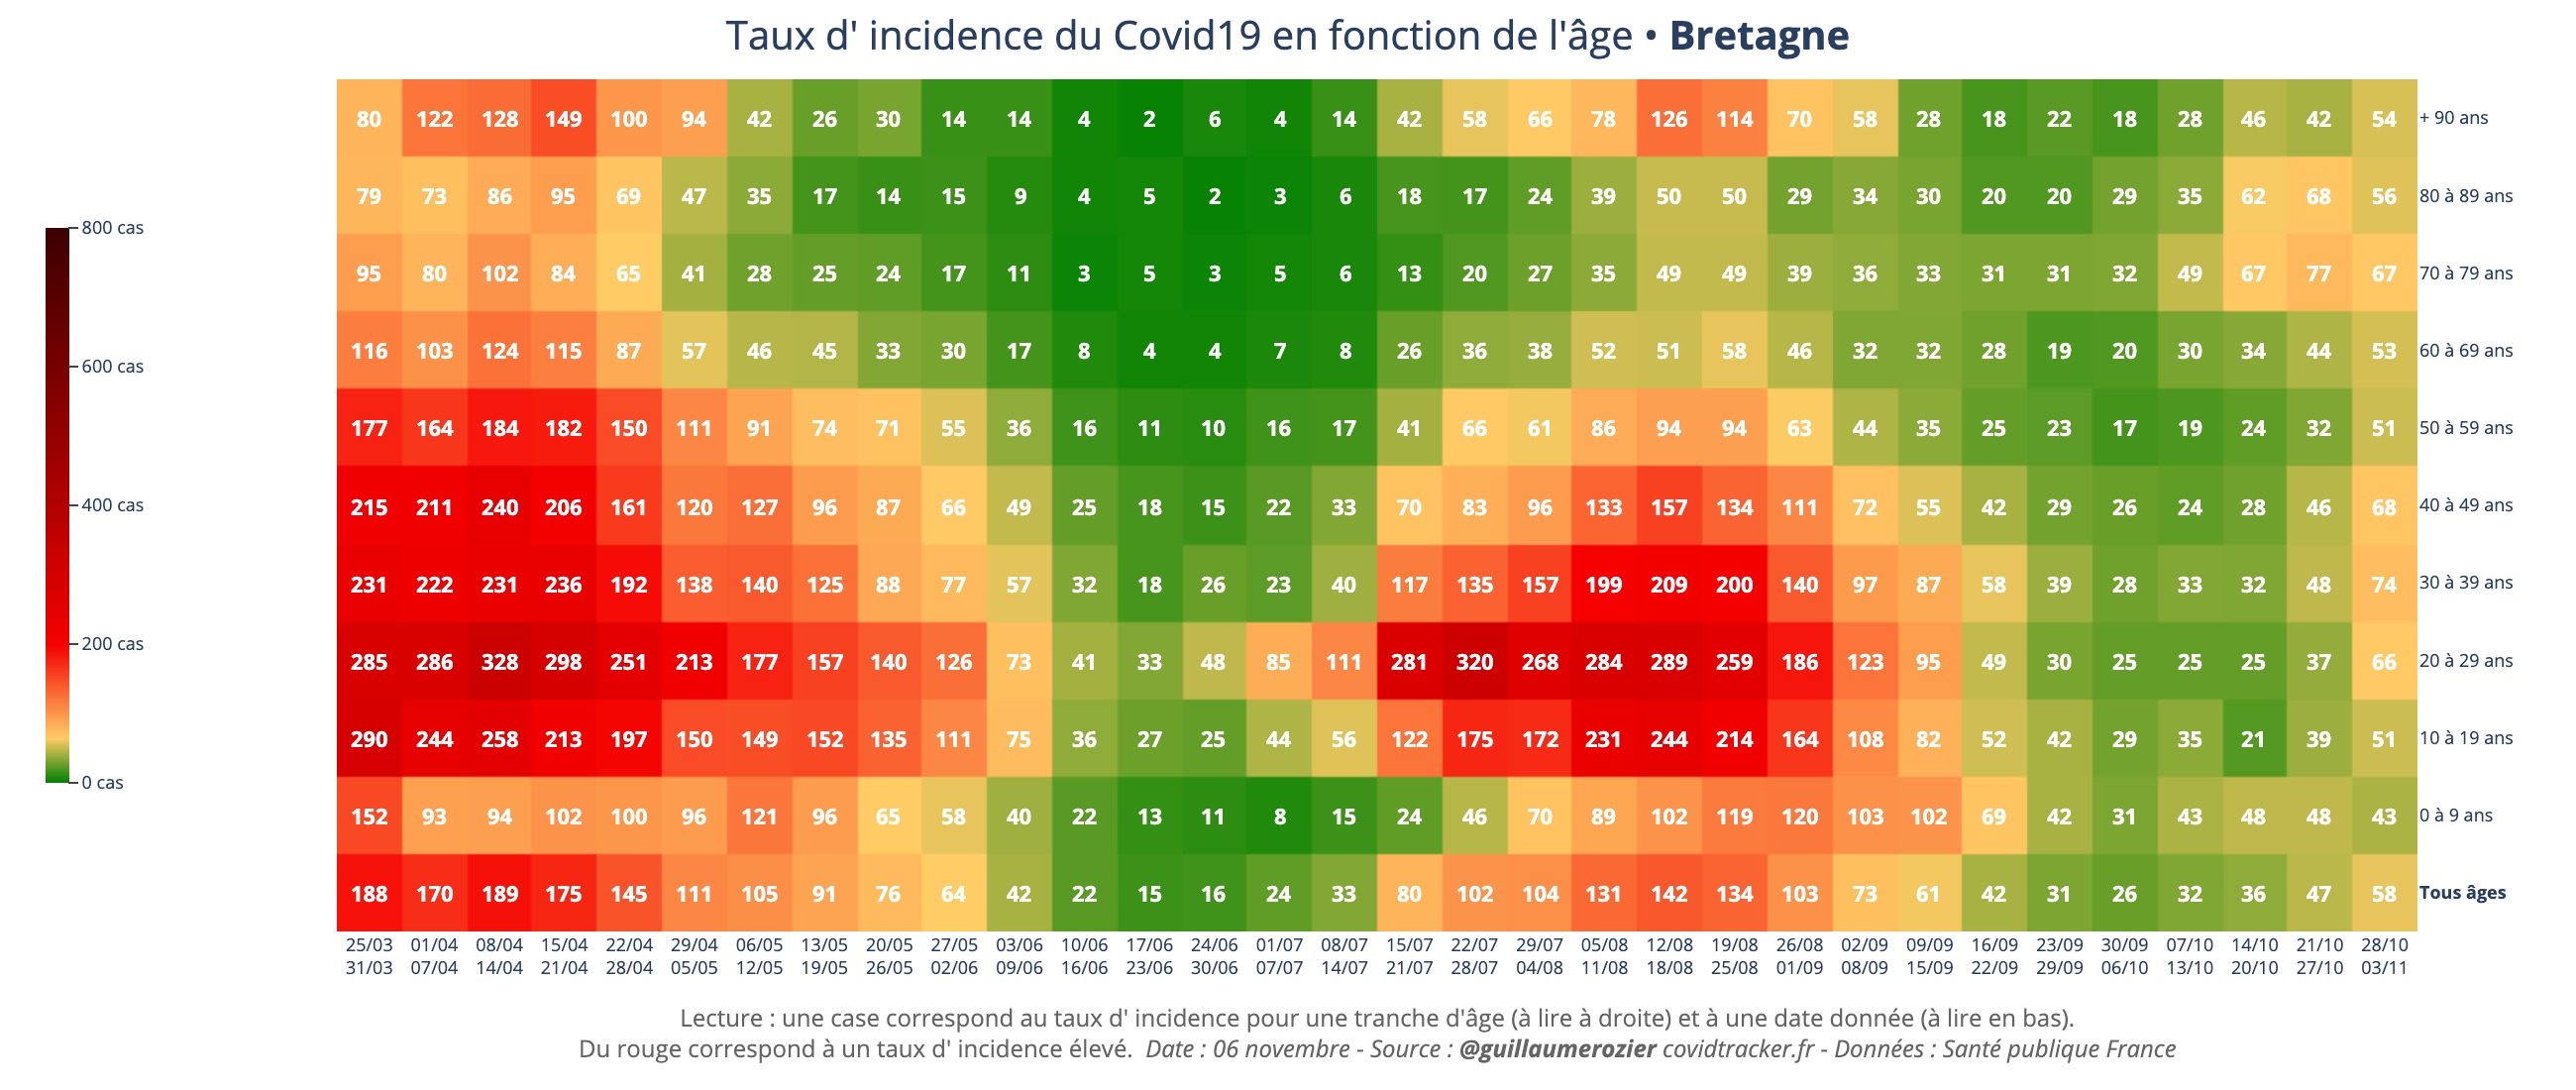 Taux d' incidence du Covid19 en fonction de l'âge • Bretagne
800 cas
600 cas
400 cas
200 cas
0 cas
80 122 128 149 100 94 42 26 30 14 14 4 2 6 4 14 42 58 66 78 126 114 70 58 28 18 22 18 28 46 42 54 + 90 ans
79 73 86 95 69 47 35 17 14 15 9 4 5 2 3 6 18 17 24 39 50 50 29 34 30 20 20 29 35 62 68 56 80 à 89 ans
95 80 102 84 65 41 28 25 24 17 11 3 5 3 5 6 13 20 27 35 49 49 39 36 33 31 31 32 49 67 77 67 70 à 79 ans
116 103 124 115 87 57 46 45 33 30 17 8 4 4 7 8 26 36 38 52 51 58 46 32 32 28 19 20 30 34 44 53 60 à 69 ans
177 164 184 182 150 111 91 74 71 55 36 16 11 10 16 17 41 66 61 86 94 94 63 44 35 25 23 17 19 24 32 51 50 à 59 ans
215 211 240 206 161 120 127 96 87 66 49 25 18 15 22 33 70 83 96 133 157 134 111 72 55 42 29 26 24 28 46 68 40 à 49 ans
231 222 231 236 192 138 140 125 88 77 57 32 18 26 23 40 117 135 157 199 209 200 140 97 87 58 39 28 33 32 48 74 30 à 39 ans
285 286 328 298 251 213 177 157 140 126 73 41 33 48 85 111 281 320 268 284 289 259 186 123 95 49 30 25 25 25 37 66 20 à 29 ans
290 244 258 213 197 150 149 152 135 111 75 36 27 25 44 56 122 175 172 231 244 214 164 108 82 52 42 29 35 21 39 51 10 à 19 ans
152 93 94 102 100 96 121 96 65 58 40 22 13 11 8 15 24 46 70 89 102 119 120 103 102 69 42 31 43 48 48 43 0 à 9 ans
188 170 189 175 145 111 105 91 76 64 42 22 15 16 24 33 80 102 104 131 142 134 103 73 61 42 31 26 32 36 47 58 Tous âges
25/03 01/04 08/04 15/04 22/04 29/04 06/05 13/05 20/05 27/05 03/06 10/06 17/06 24/06 01/07 08/07 15/07 22/07 29/07 05/08 12/08 19/08 26/08 02/09 09/09 16/09 23/09 30/09 07/10 14/10 21/10 28/10
31/03 07/04 14/04 21/04 28/04 05/05 12/05 19/05 26/05 02/06 09/06 16/06 23/06 30/06 07/07 14/07 21/07 28/07 04/08 11/08 18/08 25/08 01/09 08/09 15/09 22/09 29/09 06/10 13/10 20/10 27/10 03/11
Lecture : une case correspond au taux d' incidence pour une tranche d'âge (à lire à droite) et à une date donnée (à lire en bas).
Du rouge correspond à un taux d' incidence élevé. Date : 06 novembre - Source : @guillaumerozier covidtracker.fr - Données : Santé publique France